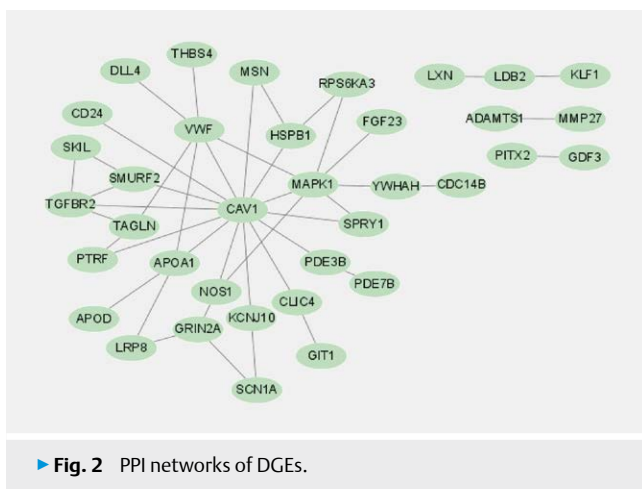 THBS4
DLL4
MSN
RPS6KA3
LXN
LDB2
KLF1
CD24
VWF
HSPB1
FGF23
ADAMTS1
MMP27
SKIL
SMURF2
MAPK1
YWHAH
CDC14B
PITX2
GDF3
TGFBR2
CAV1
TAGLN
SPRY1
PTRF
APOA1
PDE3B
PDE7B
NOS1
CLIC4
APOD
GRIN2A
KCNJ10
LRP8
GIT1
SCN1A
▶ Fig. 2 PPI networks of DGEs.